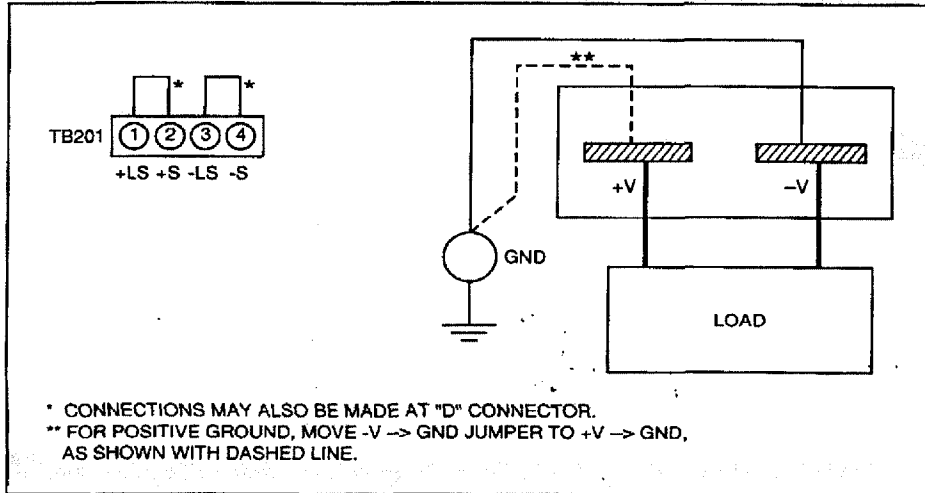 * *
TB201 1 2 3 4
+LS +S -LS -S
**
+V -V
GND
LOAD
* CONNECTIONS MAY ALSO BE MADE AT "D" CONNECTOR.
** FOR POSITIVE GROUND, MOVE -V --> GND JUMPER TO +V --> GND,
AS SHOWN WITH DASHED LINE.